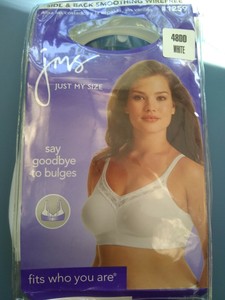 SIDE & BACK SMOOTHING WIREFREE
4800
WHITE
jms
JUST MY SIZE
say
goodbye
to bulges
fits who you are®